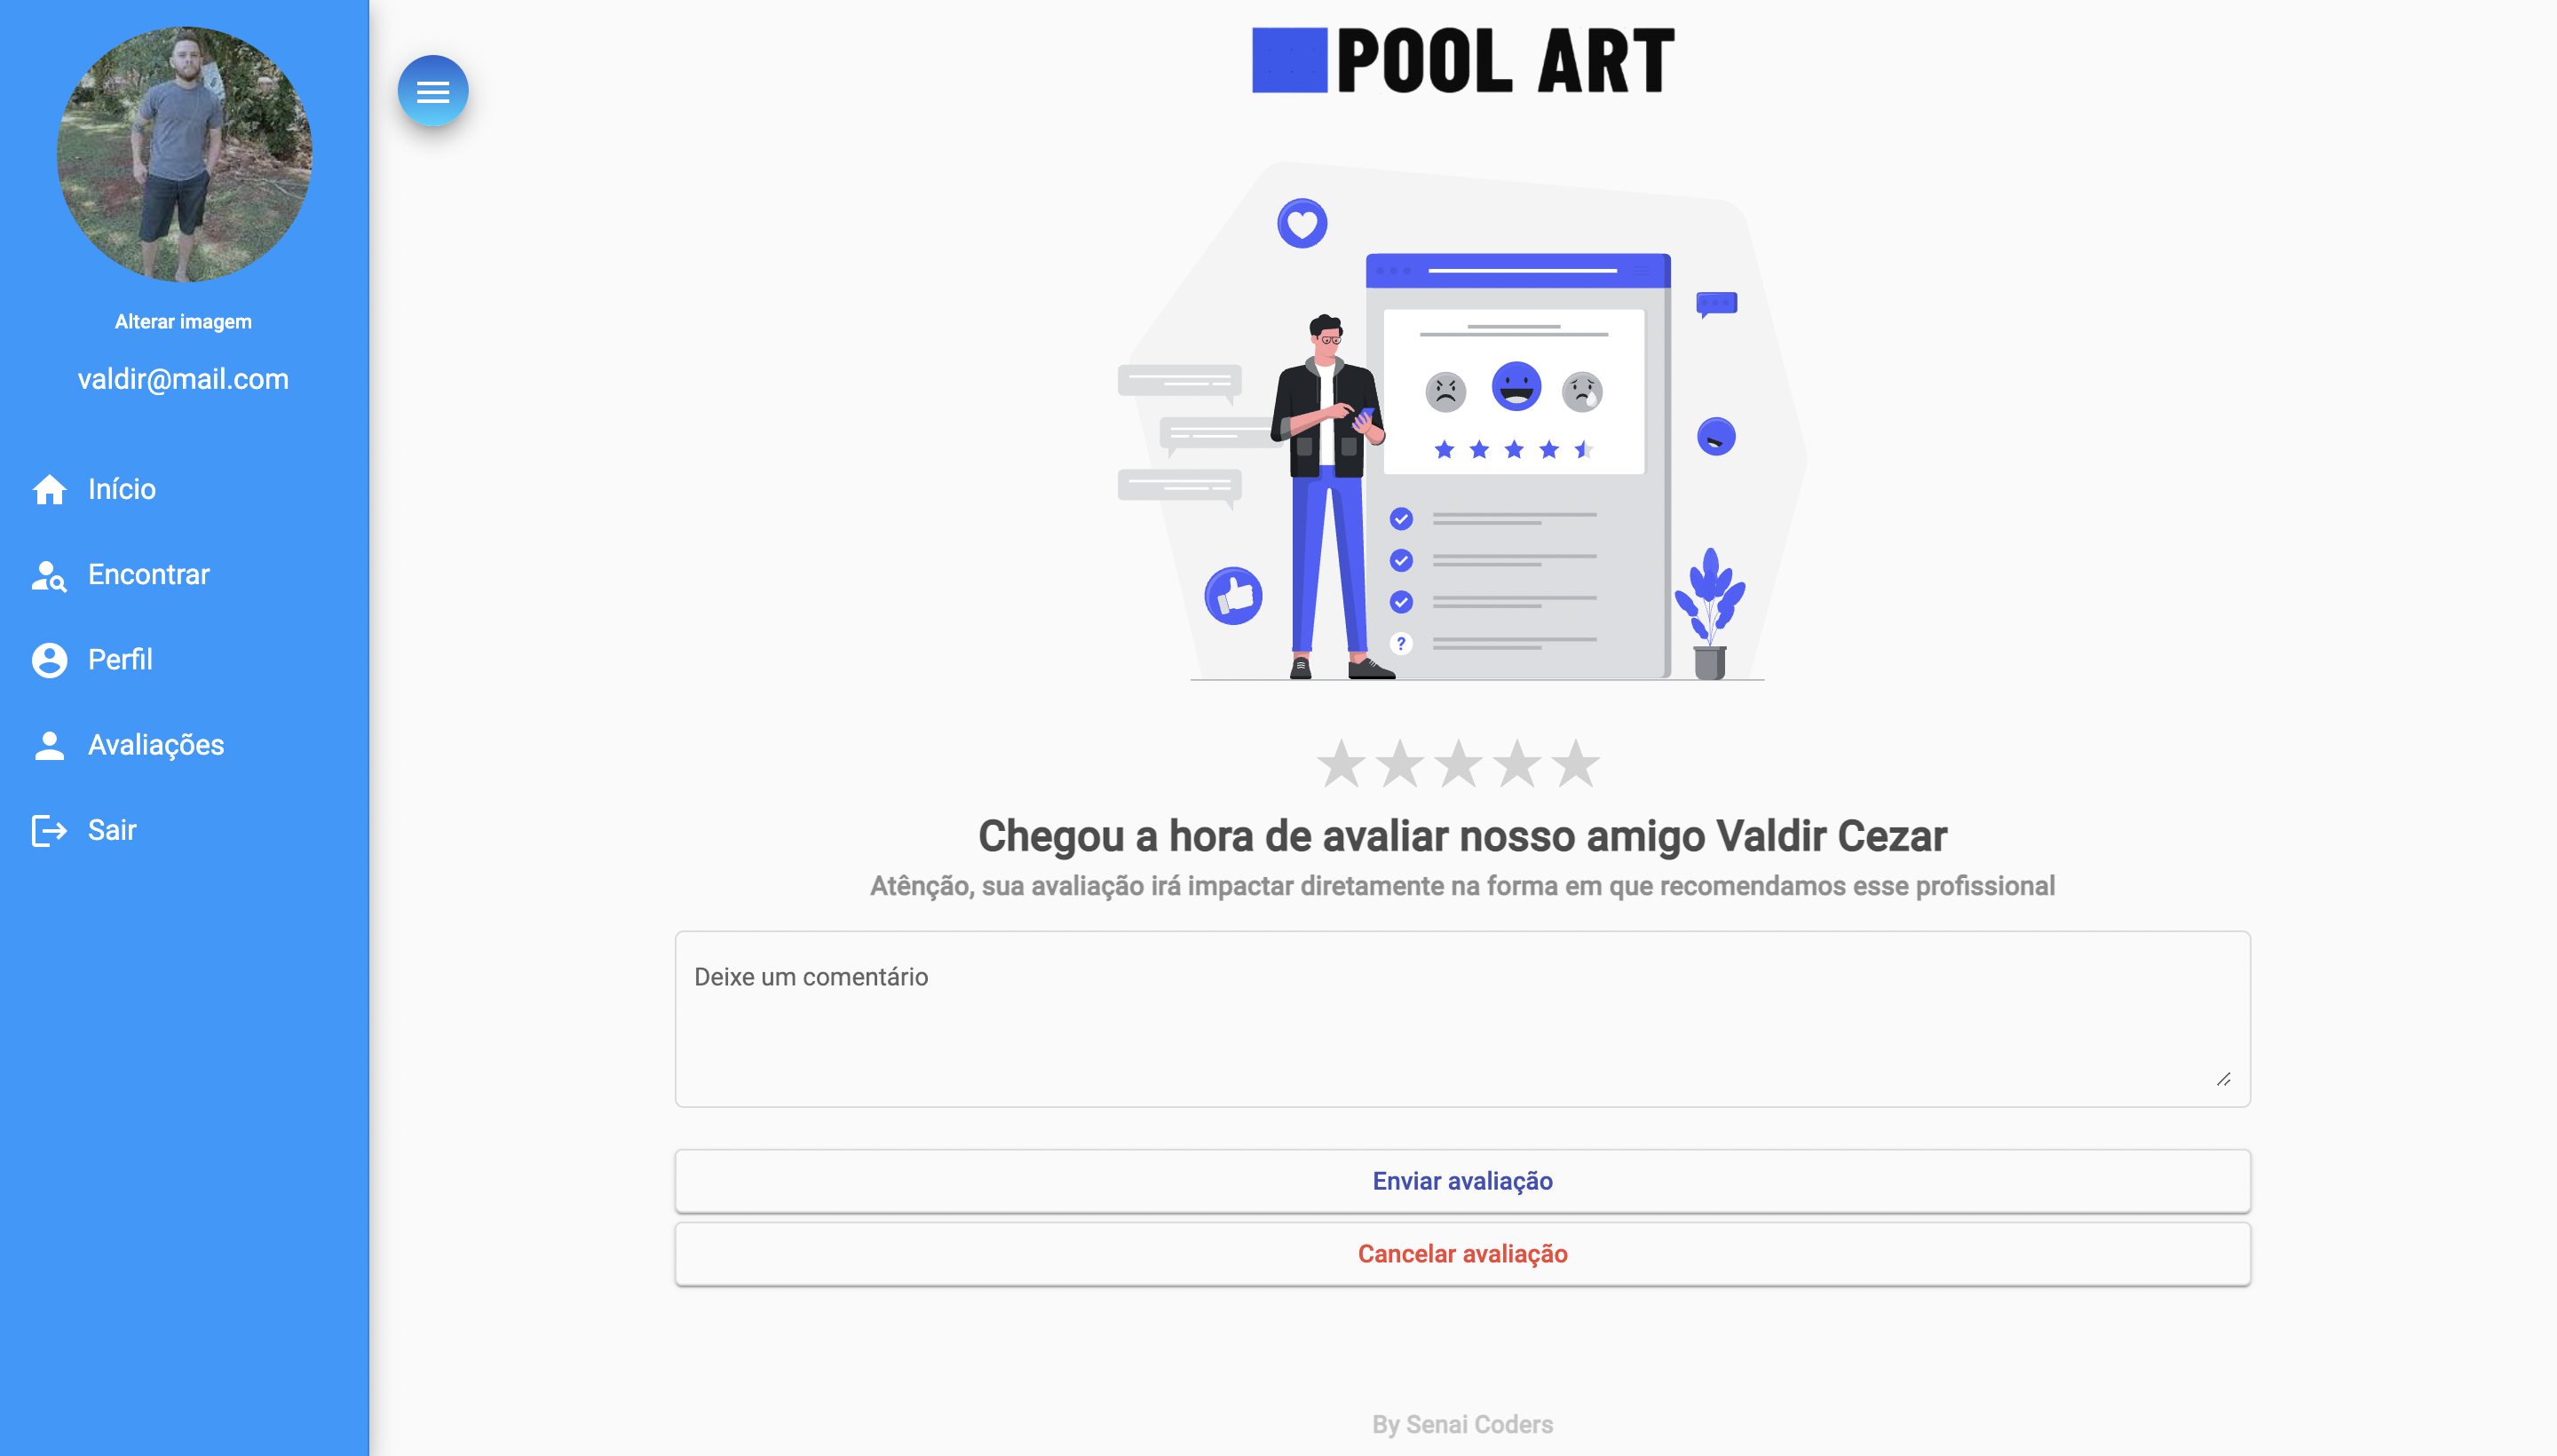 POOL ART
Alterar imagem
valdir@mail.com
Início
Encontrar
Perfil
Avaliações
Sair
?
Chegou a hora de avaliar nosso amigo Valdir Cezar
Atênção, sua avaliação irá impactar diretamente na forma em que recomendamos esse profissional
Deixe um comentário
Enviar avaliação
Cancelar avaliação
By Senai Coders